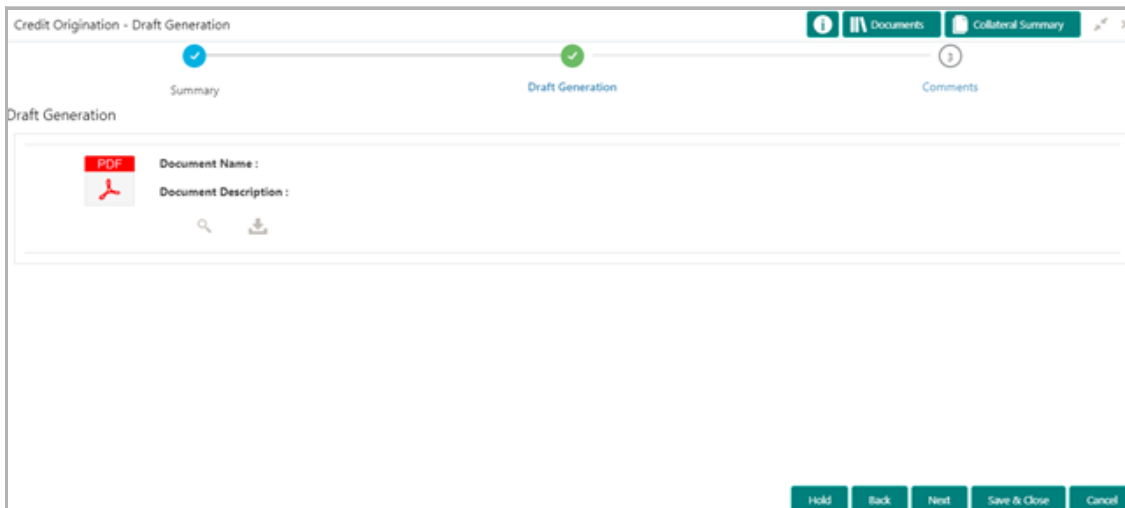 Credit Origination - Draft Generation
Documents
Collateral Summary
3
Summary
Draft Generation
Comments
Draft Generation
PDF
Document Name :
Document Description :
Hold
Back
Next
Save & Close
Cancel